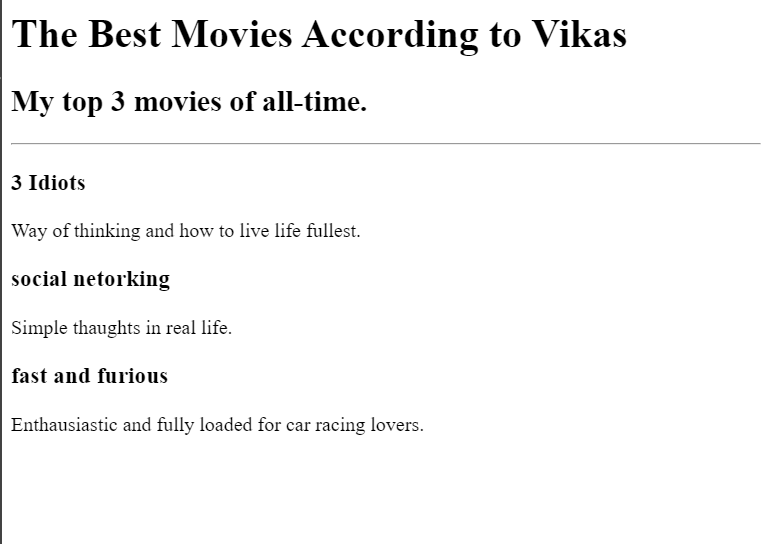 The Best Movies According to Vikas
My top 3 movies of all-time.
3 Idiots
Way of thinking and how to live life fullest.
social netorking
Simple thaughts in real life.
fast and furious
Enthausiastic and fully loaded for car racing lovers.